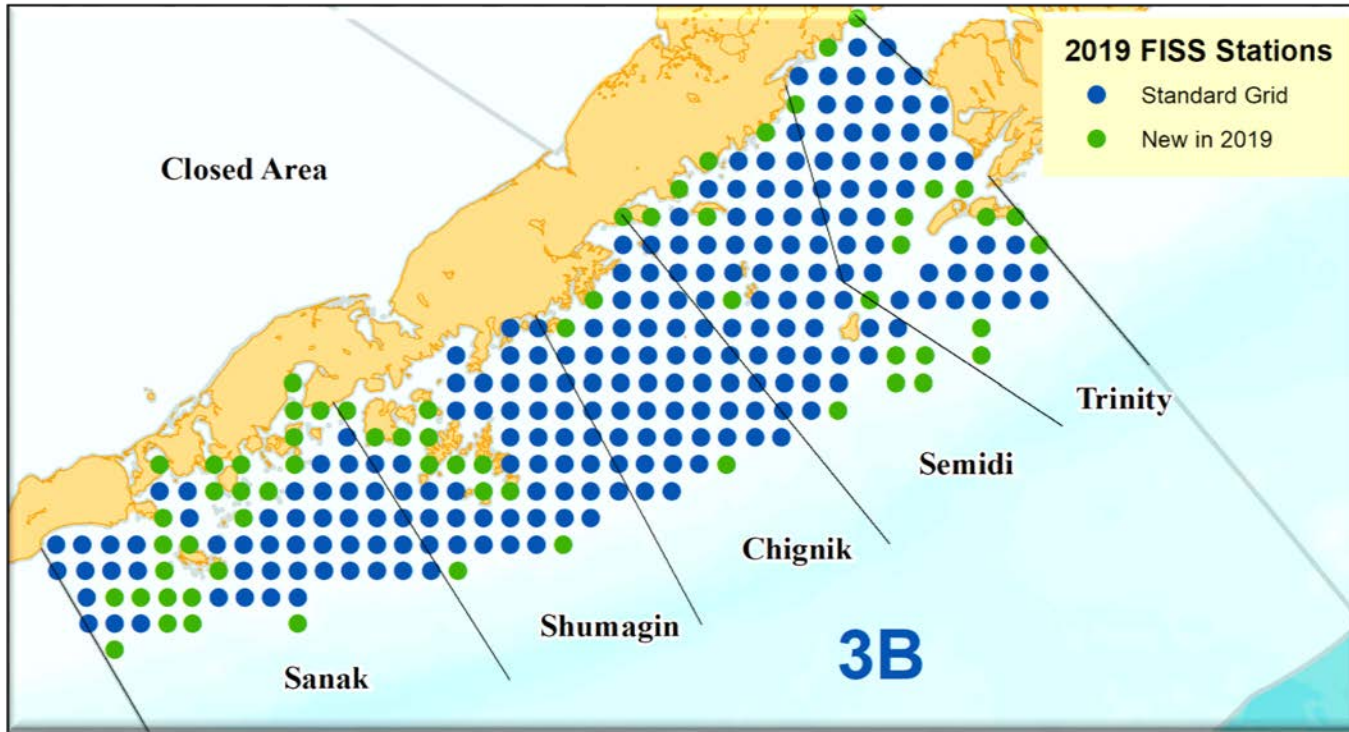 2019 FISS Stations
Standard Grid
New in 2019
Closed Area
Trinity
Semidi
Chignik
Shumagin
3B
Sanak